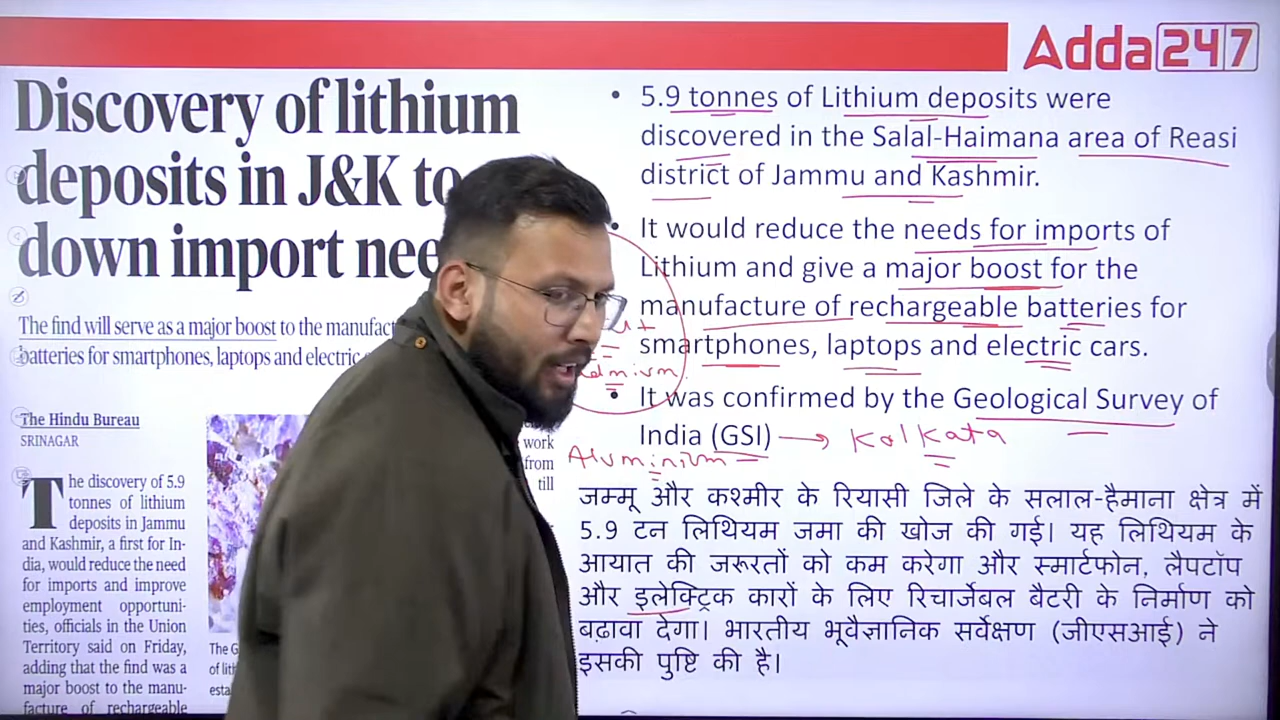 Adda247
Discovery of lithium
deposits in J&K to
down import nee
The find will serve as a major boost to the manufact
batteries for smartphones, laptops and electric
The Hindu Bureau
SRINAGAR
The discovery of 5.9
tonnes of lithium
deposits in Jammu
and Kashmir, a first for In-
dia, would reduce the need
for imports and improve
employment opportuni-
ties, officials in the Union
Territory said on Friday,
adding that the find was a
major boost to the manu-
facture of rechargeable
The G
of lith
esta
work
from
till
• 5.9 tonnes of Lithium deposits were
discovered in the Salal-Haimana area of Reasi
district of Jammu and Kashmir.
• It would reduce the needs for imports of
Lithium and give a major boost for the
manufacture of rechargeable batteries for
smartphones, laptops and electric cars.
• It was confirmed by the Geological Survey of
India (GSI) → Kolkata
Aluminium
जम्मू और कश्मीर के रियासी जिले के सलाल-हैमाना क्षेत्र में
5.9 टन लिथियम जमा की खोज की गई। यह लिथियम के
आयात की जरूरतों को कम करेगा और स्मार्टफोन, लैपटॉप
और इलेक्ट्रिक कारों के लिए रिचार्जेबल बैटरी के निर्माण को
बढ़ावा देगा। भारतीय भूवैज्ञानिक सर्वेक्षण (जीएसआई) ने
इसकी पुष्टि की है।